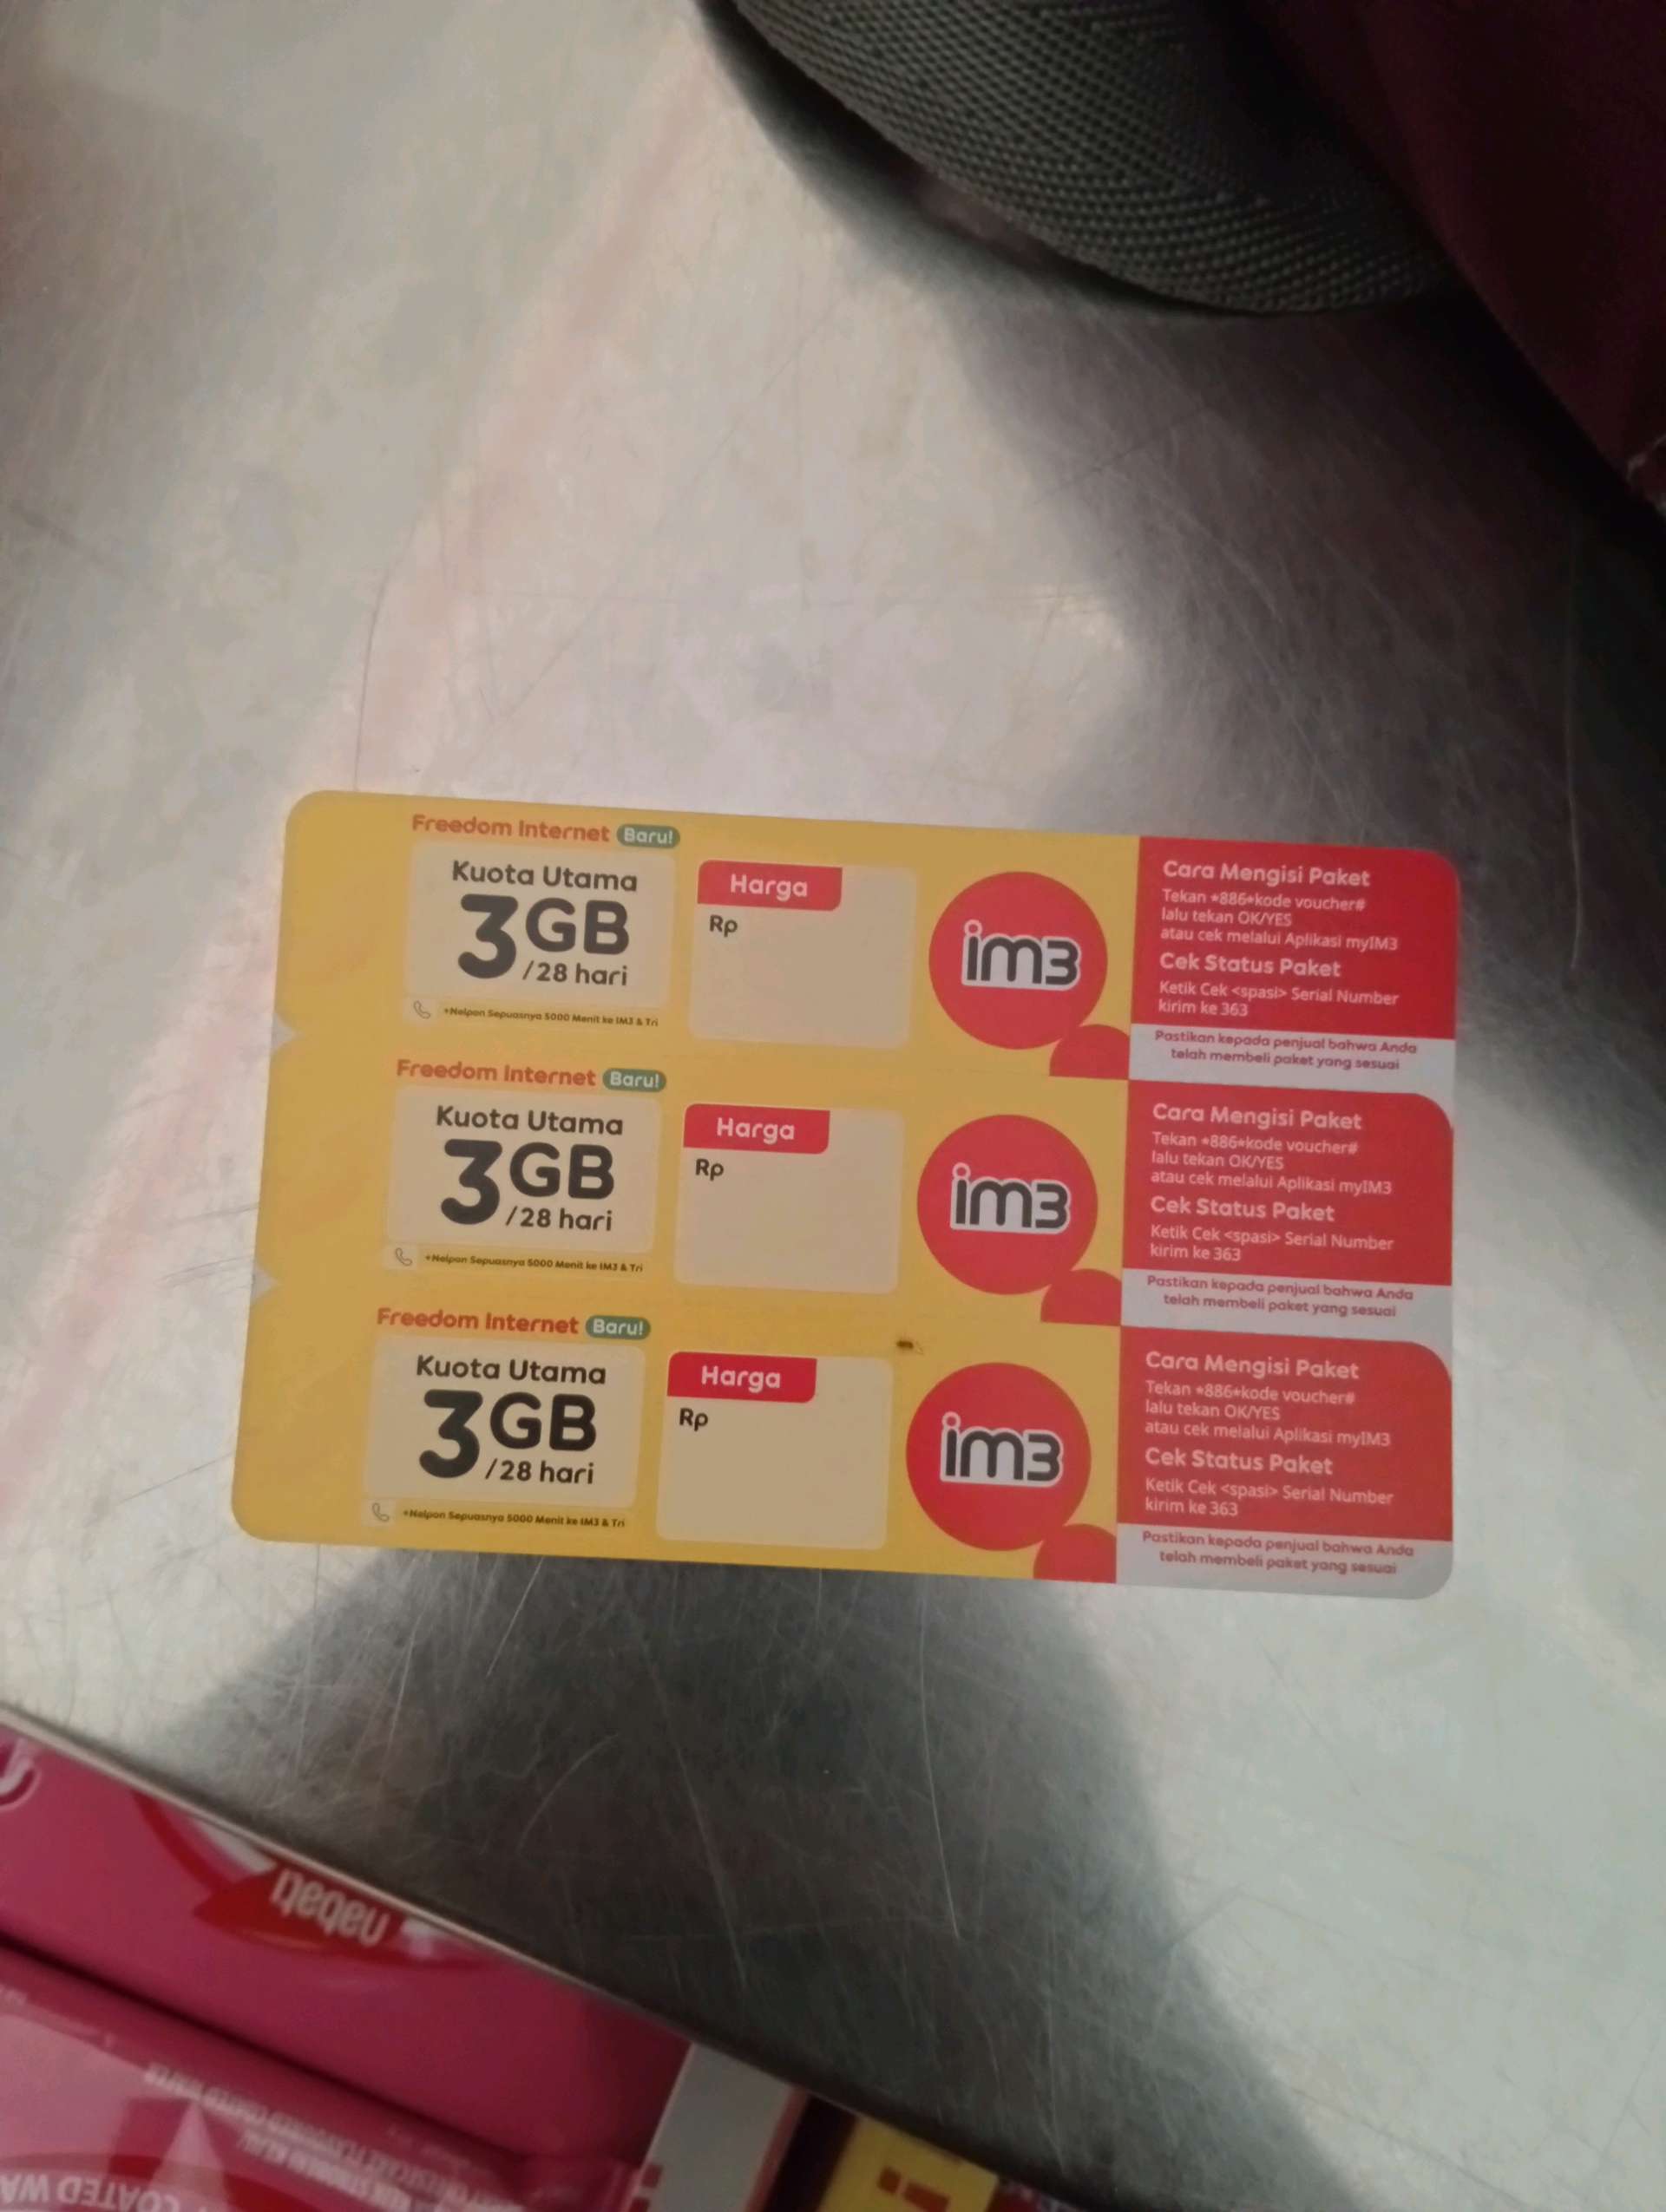 Freedom Internet Baru!
Kuota Utama
3GB
/28 hari
+Nelpon Sepuasnya 5000 Menit ke IM3 & Tri
Harga
Rp
im3
Cara Mengisi Paket
Tekan *886*kode voucher#
lalu tekan OK/YES
atau cek melalui Aplikasi myIM3
Cek Status Paket
Ketik Cek <spasi> Serial Number
kirim ke 363
Pastikan kepada penjual bahwa Anda
telah membeli paket yang sesuai
Freedom Internet Baru!
Kuota Utama
3GB
/28 hari
+Nelpon Sepuasnya 5000 Menit ke IM3 & Tri
Harga
Rp
im3
Cara Mengisi Paket
Tekan *886*kode voucher#
lalu tekan OK/YES
atau cek melalui Aplikasi myIM3
Cek Status Paket
Ketik Cek <spasi> Serial Number
kirim ke 363
Pastikan kepada penjual bahwa Anda
telah membeli paket yang sesuai
Freedom Internet Baru!
Kuota Utama
3GB
/28 hari
+Nelpon Sepuasnya 5000 Menit ke IM3 & Tri
Harga
Rp
im3
Cara Mengisi Paket
Tekan *886*kode voucher#
lalu tekan OK/YES
atau cek melalui Aplikasi myIM3
Cek Status Paket
Ketik Cek <spasi> Serial Number
kirim ke 363
Pastikan kepada penjual bahwa Anda
telah membeli paket yang sesuai
nabati
COATED WA